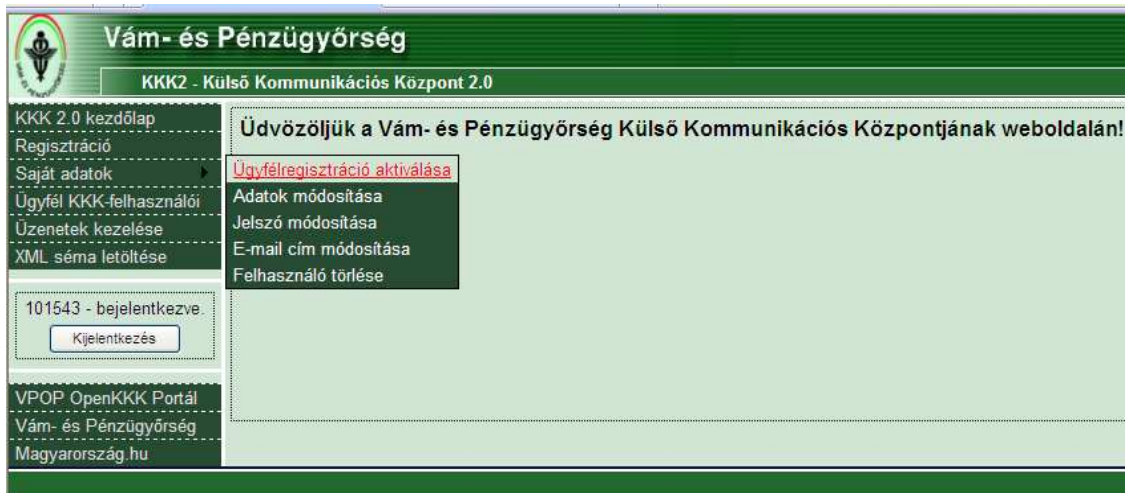 Vám- és Pénzügyőrség
KKK2 - Külső Kommunikációs Központ 2.0
KKK 2.0 kezdőlap
Regisztráció
Saját adatok
Ügyfél KKK-felhasználói
Üzenetek kezelése
XML séma letöltése
Üdvözöljük a Vám- és Pénzügyőrség Külső Kommunikációs Központjának weboldalán!
Ügyfélregisztráció aktiválása
Adatok módosítása
Jelszó módosítása
E-mail cím módosítása
Felhasználó törlése
101543 - bejelentkezve.
Kijelentkezés
VPOP OpenKKK Portál
Vám- és Pénzügyőrség
Magyarország.hu